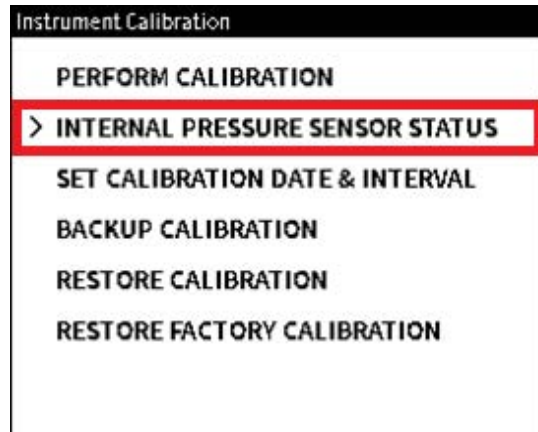 Instrument Calibration
PERFORM CALIBRATION
> INTERNAL PRESSURE SENSOR STATUS
SET CALIBRATION DATE & INTERVAL
BACKUP CALIBRATION
RESTORE CALIBRATION
RESTORE FACTORY CALIBRATION